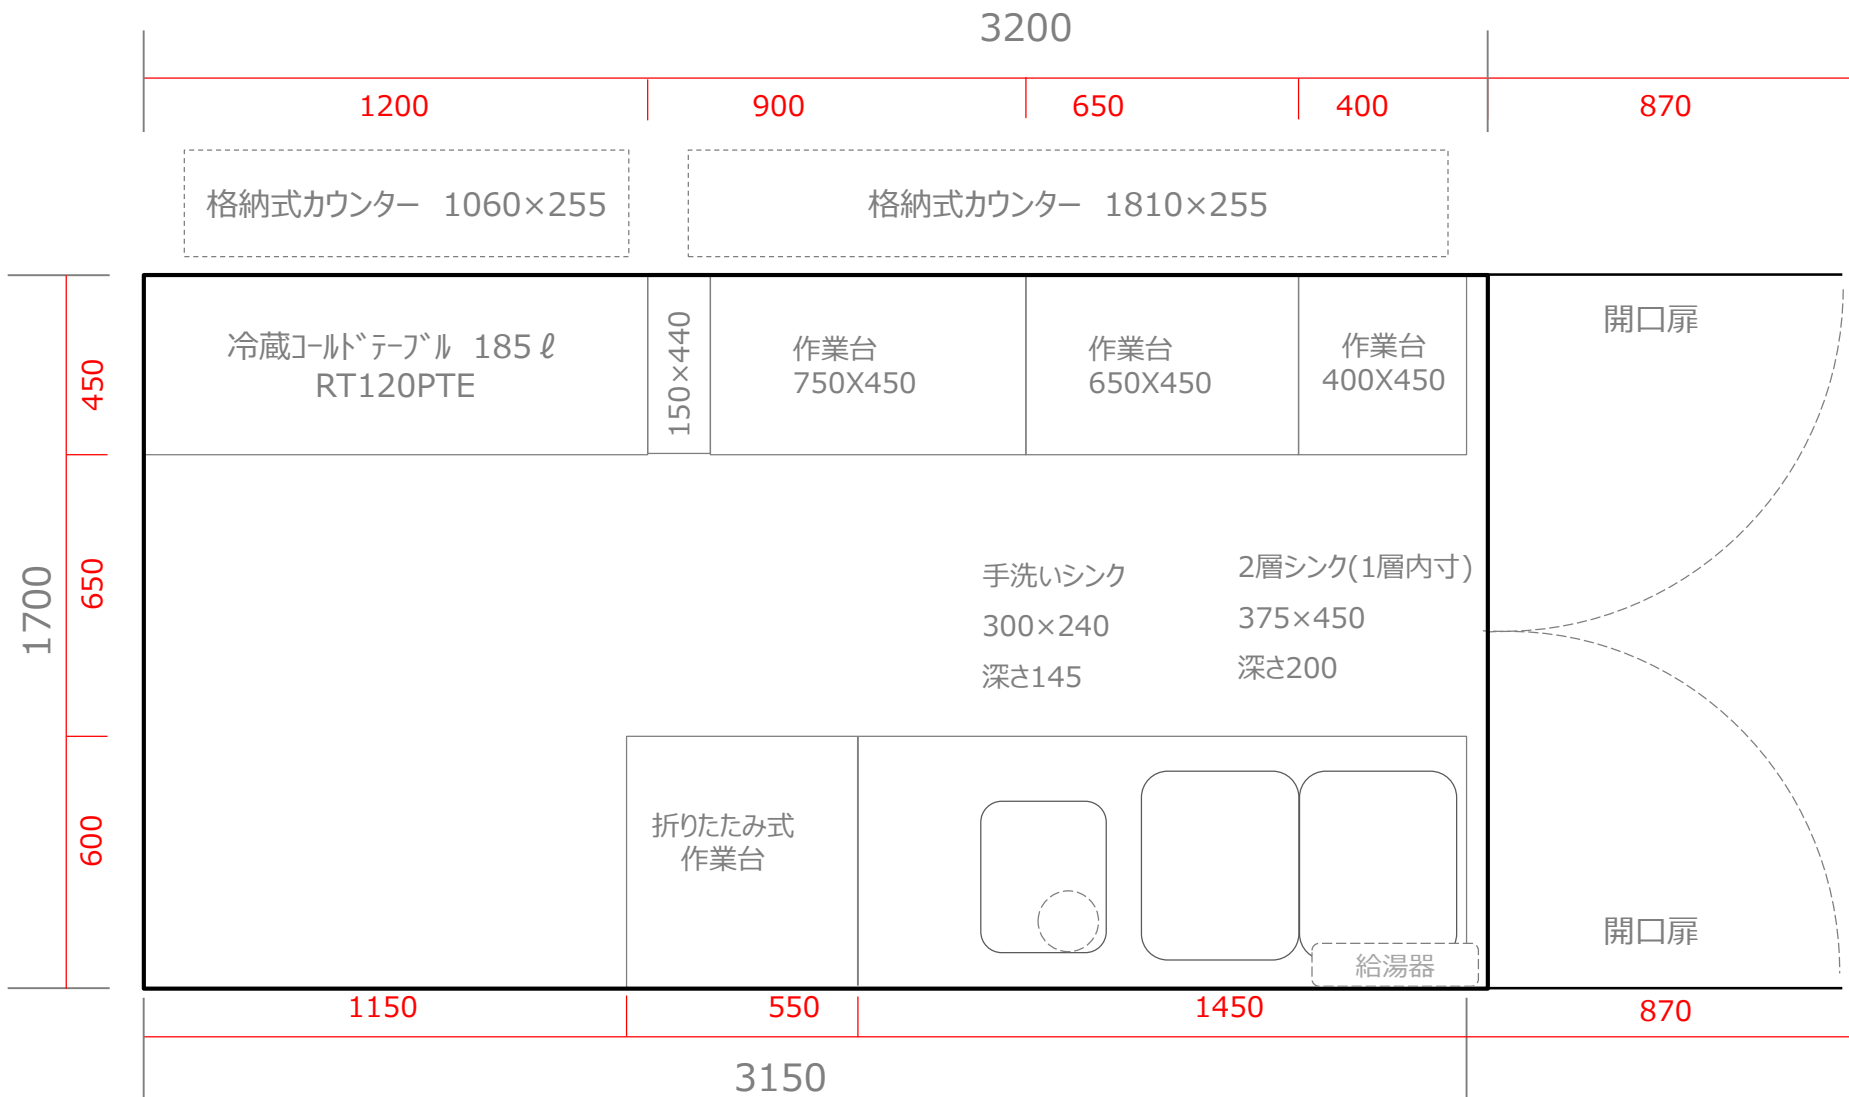 3200
1200
900
650
400
870
格納式カウンター 1060×255
格納式カウンター 1810×255
冷蔵ｺｰﾙﾄﾞﾃｰﾌﾞﾙ 185ℓ
RT120PTE
150×440
作業台
750X450
作業台
650X450
作業台
400X450
開口扉
1700
450
650
600
手洗いシンク
300×240
深さ145
2層シンク(1層内寸)
375×450
深さ200
折りたたみ式
作業台
給湯器
開口扉
1150
550
1450
870
3150